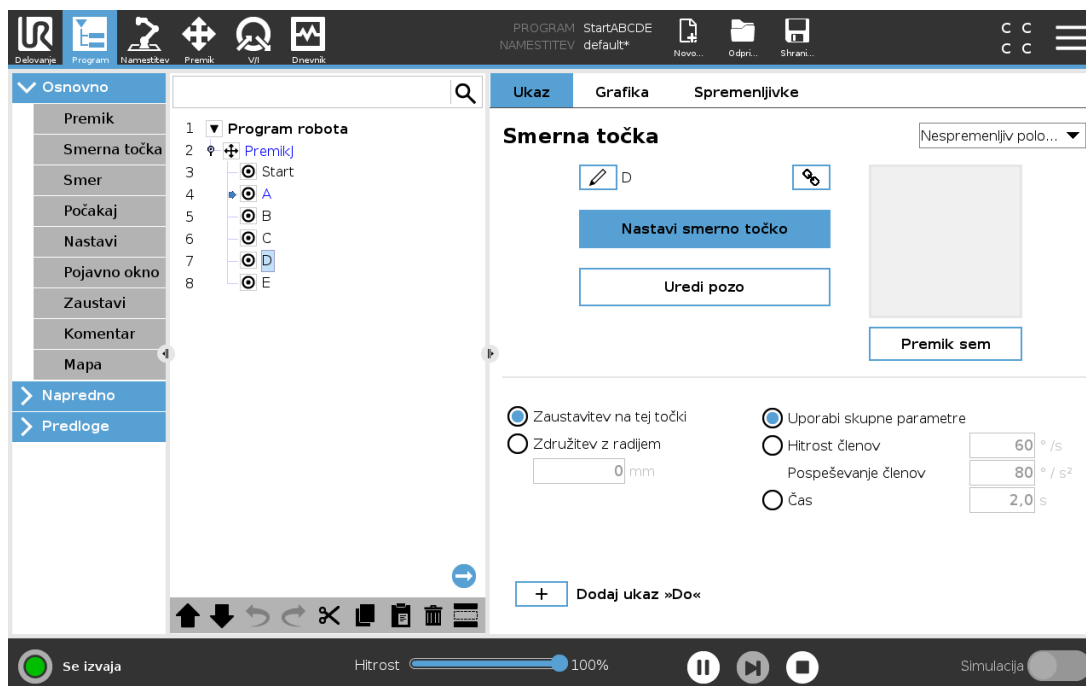 PROGRAM StartABCDE
NAMESTITEV default*
C C
C C
UR
Delovanje Program Namestitev Premik V/I Dnevnik Novo... Odpri... Shrani...
Osnovno
Premik
Smerna točka
Smer
Počakaj
Nastavi
Pojavno okno
Zaustavi
Komentar
Mapa
Napredno
Predloge
1 Program robota
2 PremikJ
3 Start
4 A
5 B
6 C
7 D
8 E
Ukaz Grafika Spremenljivke
Smerna točka
Nespremenljiv polo...
D
Nastavi smerno točko
Uredi pozo
Premik sem
Zaustavitev na tej točki
Združitev z radijem
0 mm
Uporabi skupne parametre
Hitrost členov 60 ° /s
Pospeševanje členov 80 ° / s²
Čas 2,0 s
+ Dodaj ukaz »Do«
Se izvaja
Hitrost 100%
Simulacija